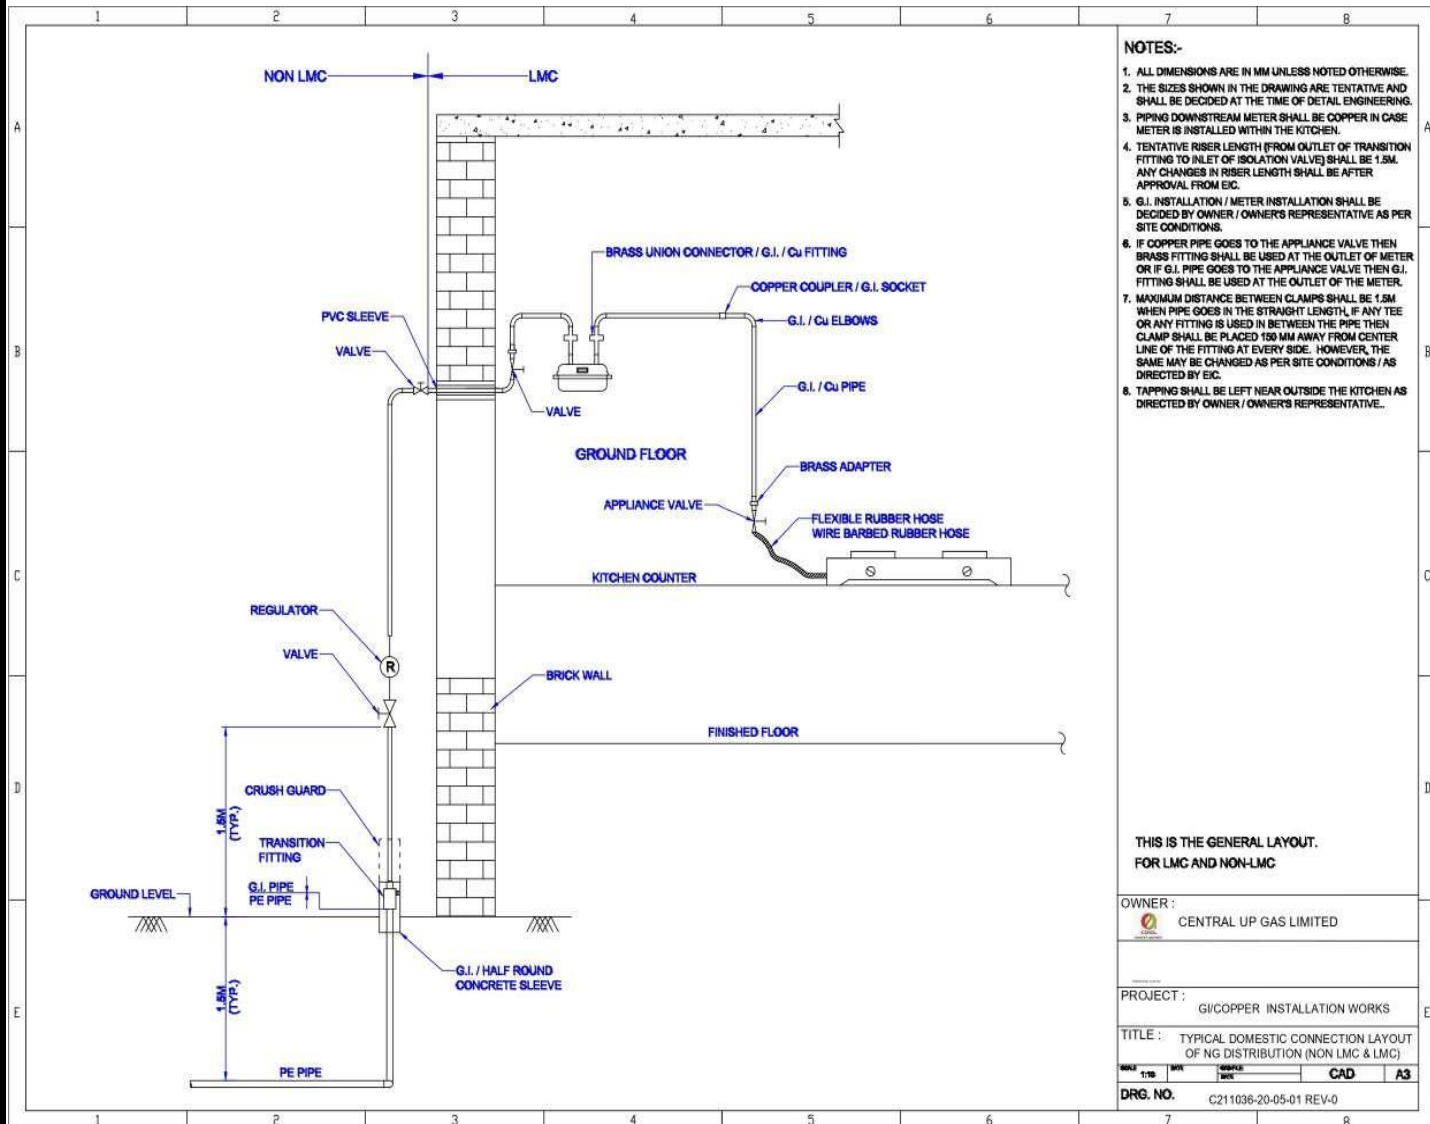 1 2 3 4 5 6 7 8
A
B
C
D
E
NON LMC
LMC
BRASS UNION CONNECTOR / G.I. / Cu FITTING
COPPER COUPLER / G.I. SOCKET
PVC SLEEVE
G.I. / Cu ELBOWS
VALVE
G.I. / Cu PIPE
VALVE
GROUND FLOOR
BRASS ADAPTER
APPLIANCE VALVE
FLEXIBLE RUBBER HOSE
WIRE BARBED RUBBER HOSE
KITCHEN COUNTER
REGULATOR
R
VALVE
BRICK WALL
FINISHED FLOOR
CRUSH GUARD
1.5M
(TYP.)
TRANSITION
FITTING
G.I. PIPE
PE PIPE
GROUND LEVEL
G.I. / HALF ROUND
CONCRETE SLEEVE
1.5M
(TYP.)
PE PIPE
NOTES:-
1. ALL DIMENSIONS ARE IN MM UNLESS NOTED OTHERWISE.
2. THE SIZES SHOWN IN THE DRAWING ARE TENTATIVE AND
SHALL BE DECIDED AT THE TIME OF DETAIL ENGINEERING.
3. PIPING DOWNSTREAM METER SHALL BE COPPER IN CASE
METER IS INSTALLED WITHIN THE KITCHEN.
4. TENTATIVE RISER LENGTH (FROM OUTLET OF TRANSITION
FITTING TO INLET OF ISOLATION VALVE) SHALL BE 1.5M.
ANY CHANGES IN RISER LENGTH SHALL BE AFTER
APPROVAL FROM EIC.
5. G.I. INSTALLATION / METER INSTALLATION SHALL BE
DECIDED BY OWNER / OWNER'S REPRESENTATIVE AS PER
SITE CONDITIONS.
6. IF COPPER PIPE GOES TO THE APPLIANCE VALVE THEN
BRASS FITTING SHALL BE USED AT THE OUTLET OF METER
OR IF G.I. PIPE GOES TO THE APPLIANCE VALVE THEN G.I.
FITTING SHALL BE USED AT THE OUTLET OF THE METER.
7. MAXIMUM DISTANCE BETWEEN CLAMPS SHALL BE 1.5M
WHEN PIPE GOES IN THE STRAIGHT LENGTH, IF ANY TEE
OR ANY FITTING IS USED IN BETWEEN THE PIPE THEN
CLAMP SHALL BE PLACED 150 MM AWAY FROM CENTER
LINE OF THE FITTING AT EVERY SIDE. HOWEVER, THE
SAME MAY BE CHANGED AS PER SITE CONDITIONS / AS
DIRECTED BY EIC.
8. TAPPING SHALL BE LEFT NEAR OUTSIDE THE KITCHEN AS
DIRECTED BY OWNER / OWNER'S REPRESENTATIVE..
THIS IS THE GENERAL LAYOUT.
FOR LMC AND NON-LMC
OWNER :
CENTRAL UP GAS LIMITED
PROJECT :
GI/COPPER INSTALLATION WORKS
TITLE : TYPICAL DOMESTIC CONNECTION LAYOUT
OF NG DISTRIBUTION (NON LMC & LMC)
SCALE DATE
CAD A3
DRG. NO. C211036-20-05-01 REV-0
A
B
C
D
E
1 2 3 4 5 6 7 8